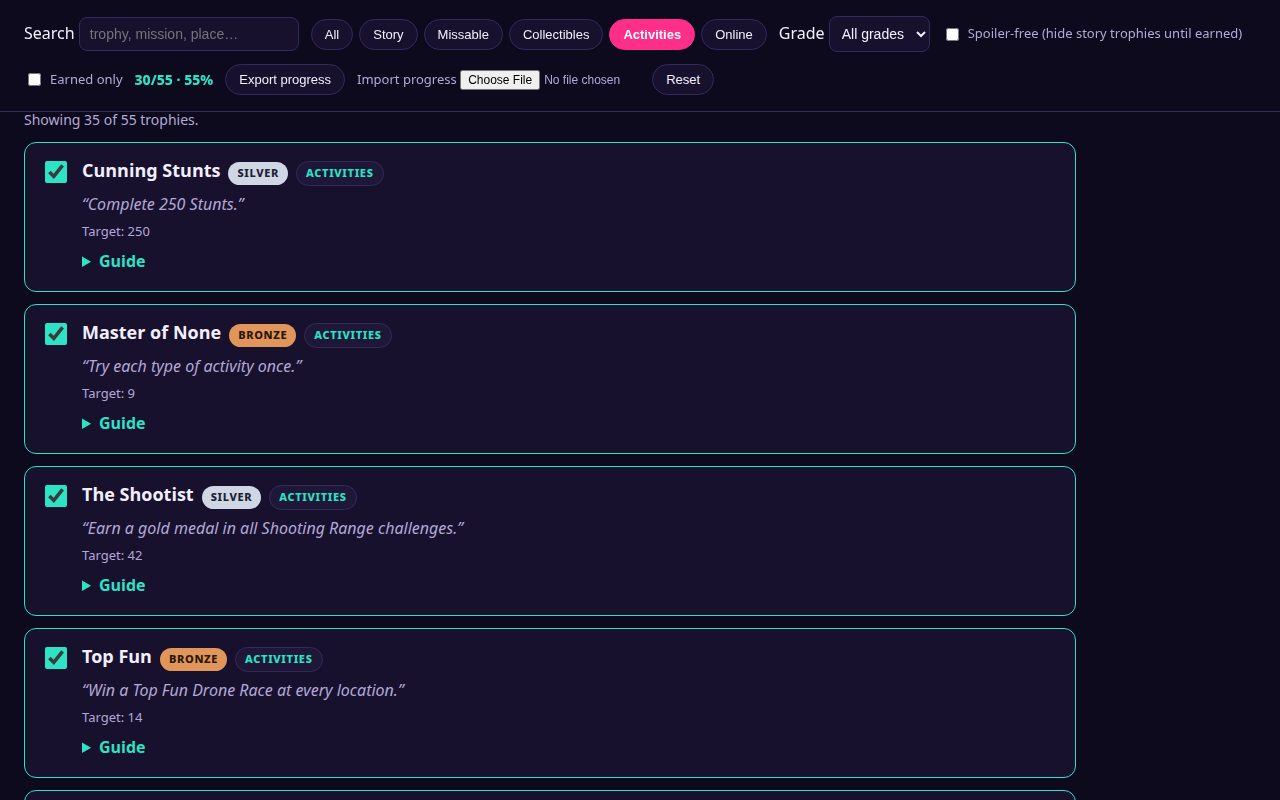 Search trophy, mission, place… All Story Missable Collectibles Activities Online Grade All grades Spoiler-free (hide story trophies until earned)
Earned only 30/55 · 55% Export progress Import progress Choose File No file chosen Reset
Showing 35 of 55 trophies.
Cunning Stunts SILVER ACTIVITIES
“Complete 250 Stunts.”
Target: 250
Guide
Master of None BRONZE ACTIVITIES
“Try each type of activity once.”
Target: 9
Guide
The Shootist SILVER ACTIVITIES
“Earn a gold medal in all Shooting Range challenges.”
Target: 42
Guide
Top Fun BRONZE ACTIVITIES
“Win a Top Fun Drone Race at every location.”
Target: 14
Guide